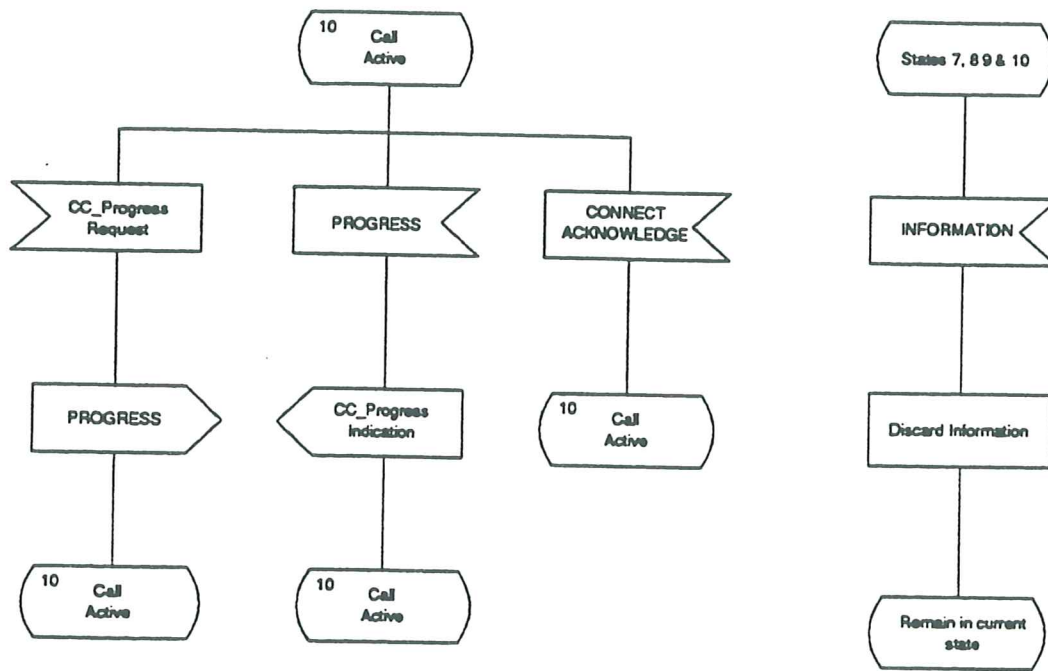 10
Call
Active
States 7, 8 9 & 10
CC_Progress
Request
PROGRESS
CONNECT
ACKNOWLEDGE
INFORMATION
PROGRESS
CC_Progress
Indication
10
Call
Active
Discard Information
10
Call
Active
10
Call
Active
Remain in current
state